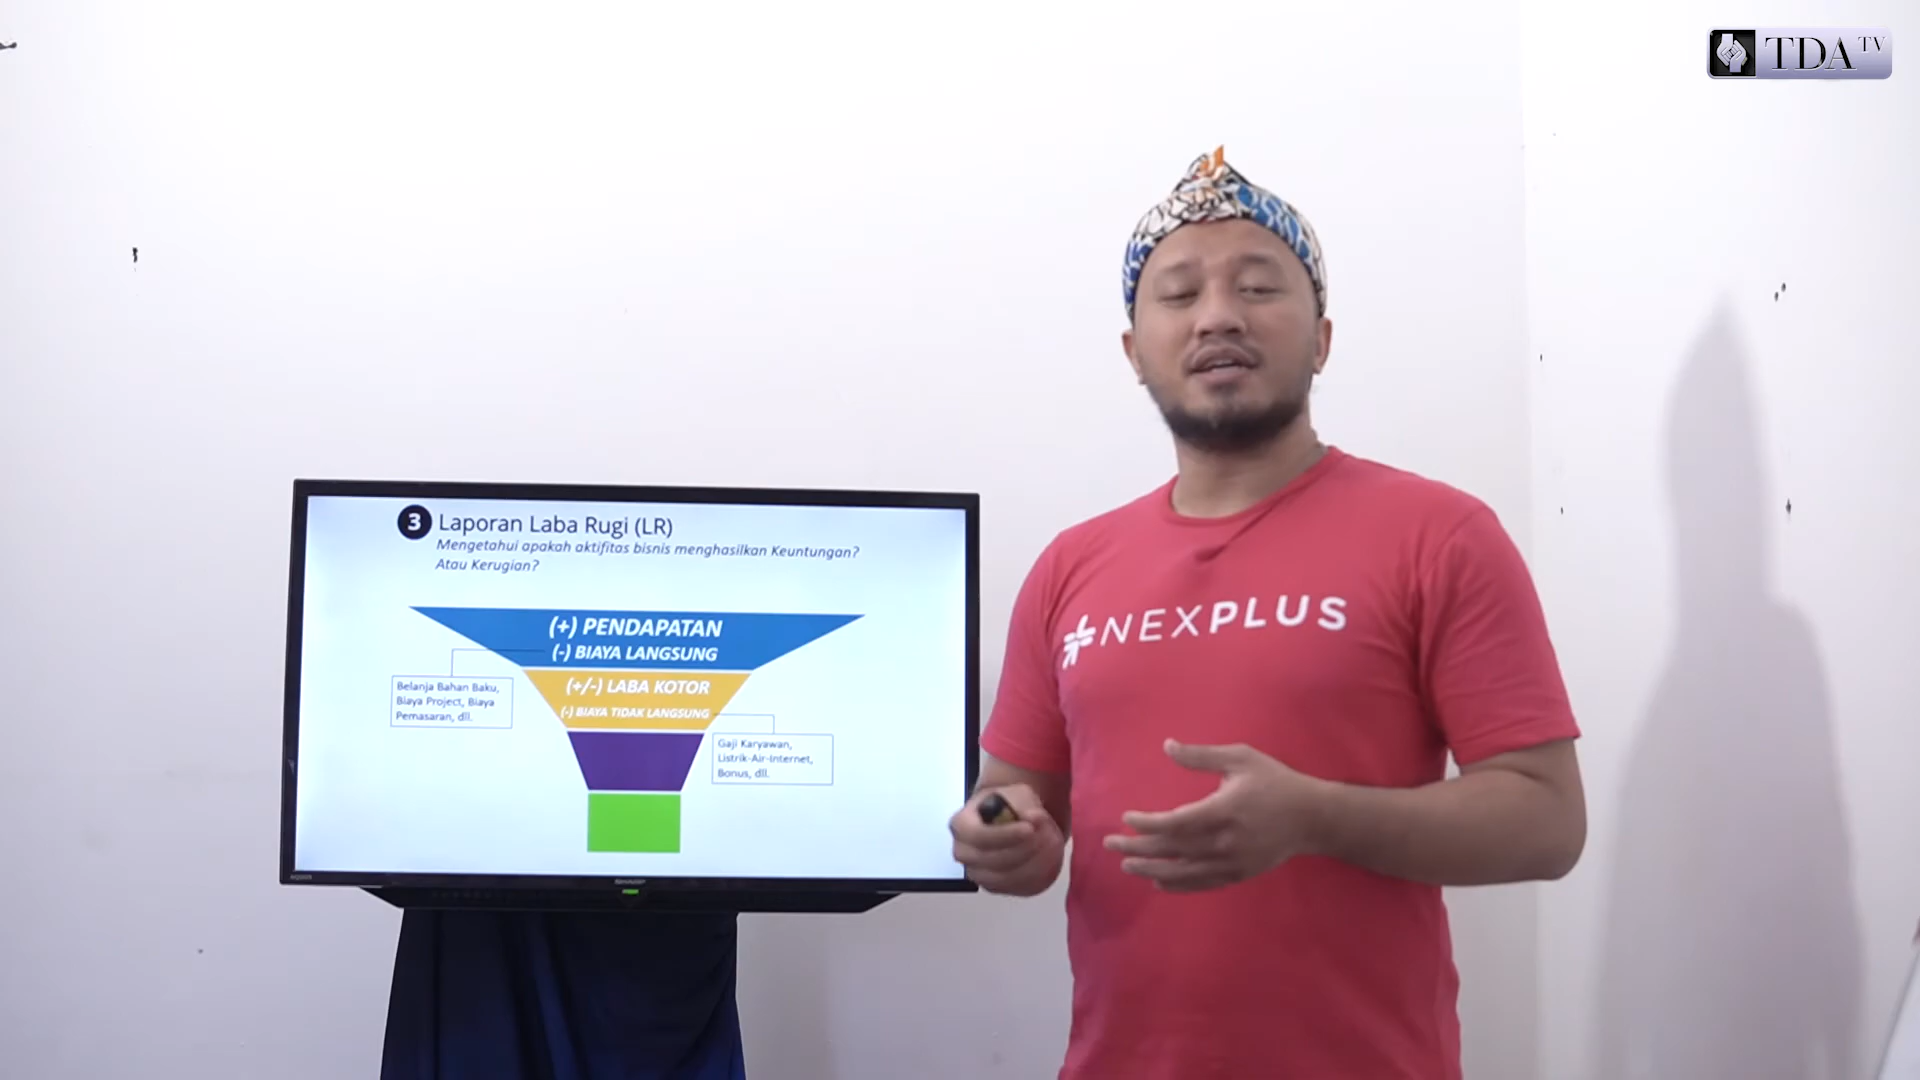 TDA TV
3 Laporan Laba Rugi (LR)
Mengetahui apakah aktifitas bisnis menghasilkan Keuntungan?
Atau Kerugian?
(+) PENDAPATAN
(-) BIAYA LANGSUNG
Belanja Bahan Baku,
Biaya Project, Biaya
Pemasaran, dll.
(+/-) LABA KOTOR
(-) BIAYA TIDAK LANGSUNG
Gaji Karyawan,
Listrik-Air-Internet,
Bonus, dll.
NEXPLUS